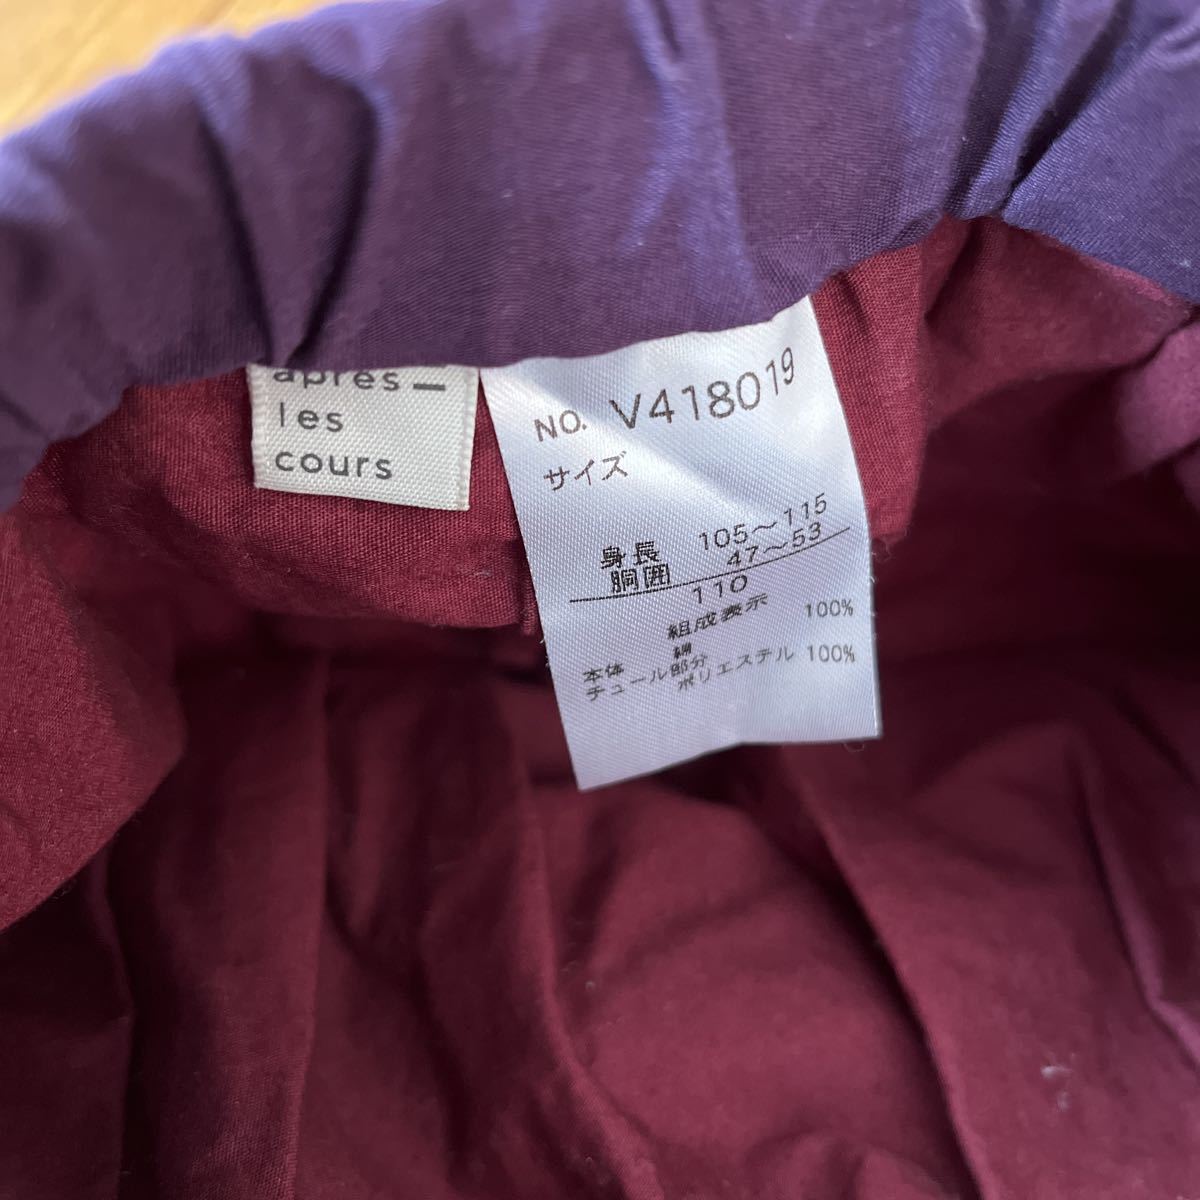 après
les
cours
NO. V418019
サイズ
身長 105～115
胴囲 47～53
110
組成表示
本体 綿 100%
チュール部分
ポリエステル 100%